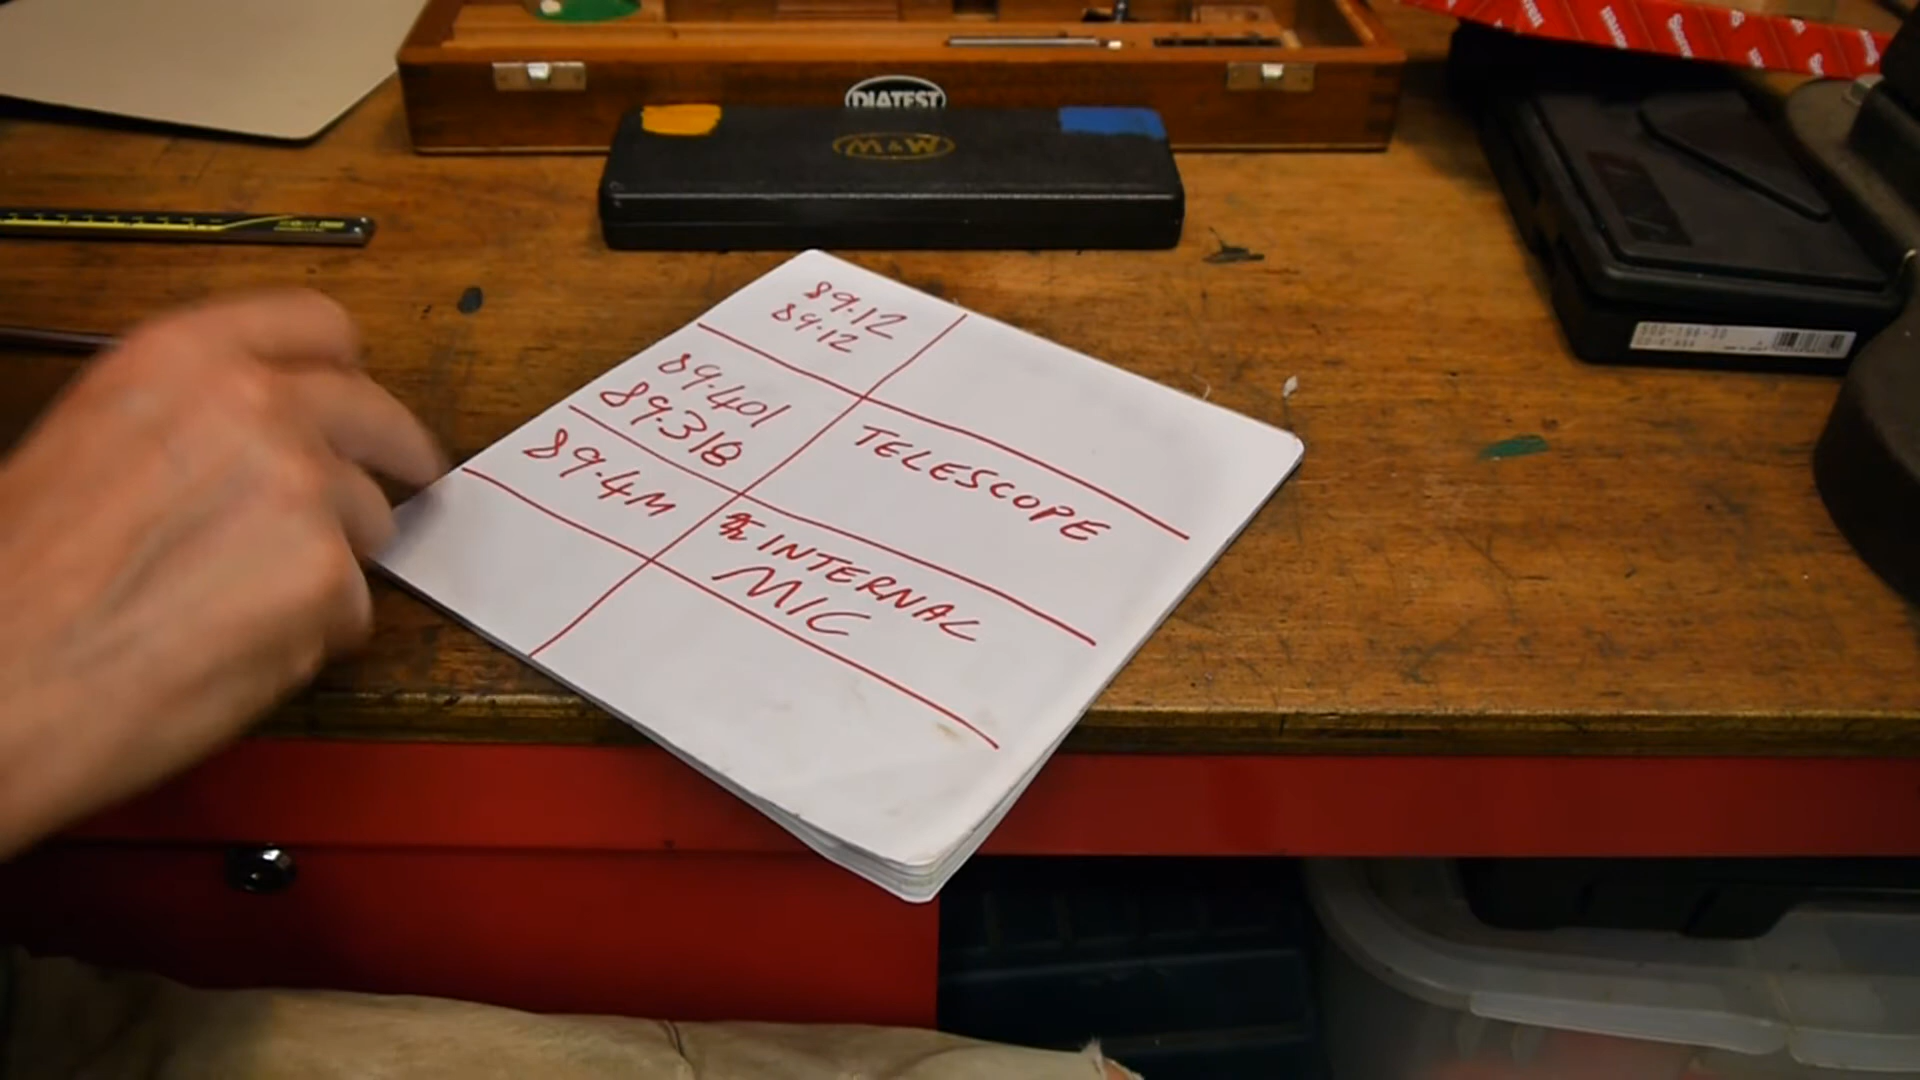 DIATEST
M&W
89.12
89.12
89.401
89.318
TELESCOPE
89.4M
INTERNAL
MIC